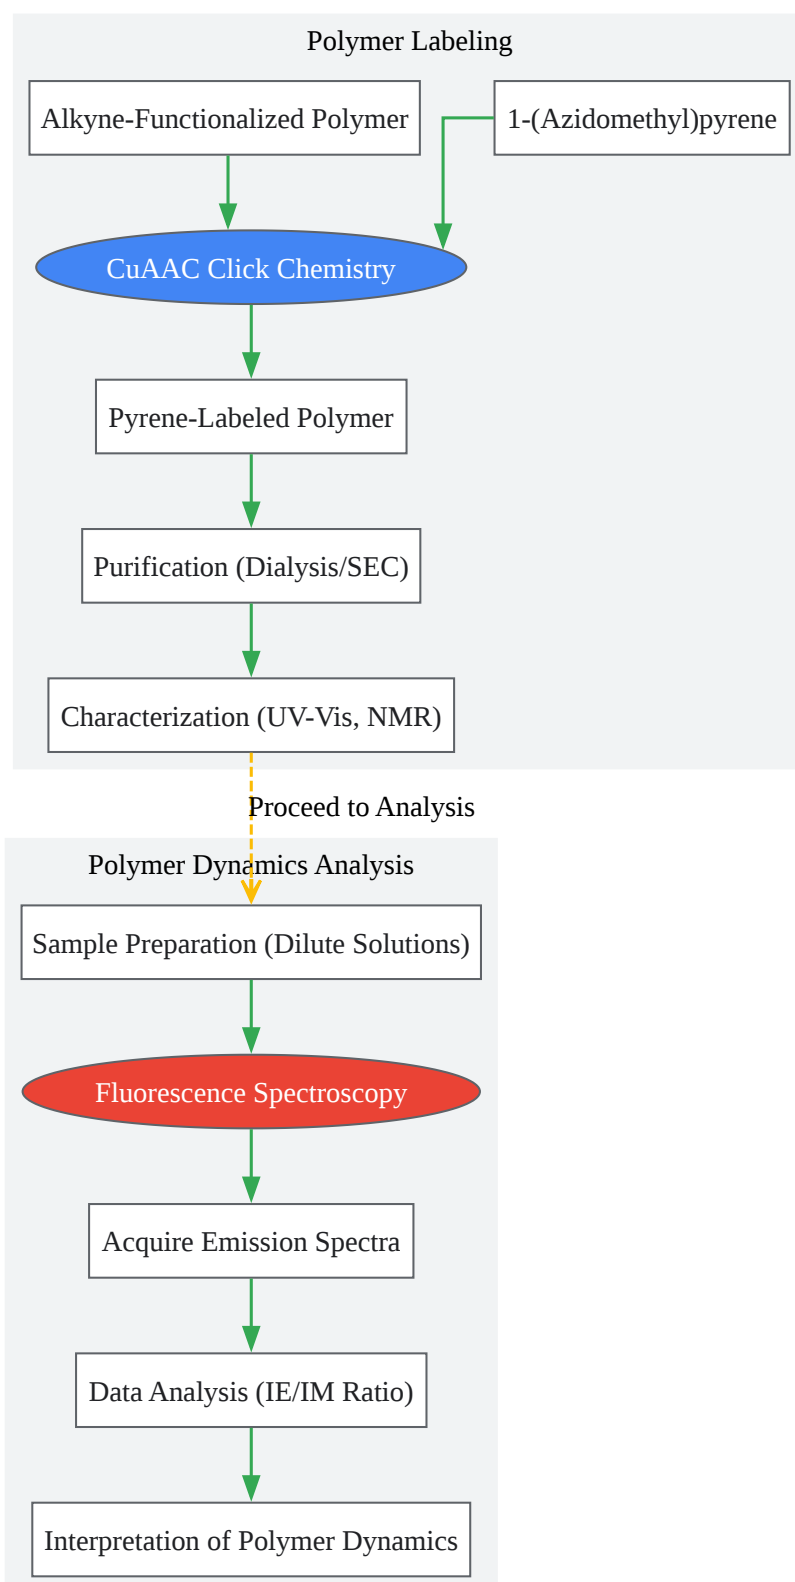 Polymer Labeling
Alkyne-Functionalized Polymer
1-(Azidomethyl)pyrene
CuAAC Click Chemistry
Pyrene-Labeled Polymer
Purification (Dialysis/SEC)
Characterization (UV-Vis, NMR)
Proceed to Analysis
Polymer Dynamics Analysis
Sample Preparation (Dilute Solutions)
Fluorescence Spectroscopy
Acquire Emission Spectra
Data Analysis (IE/IM Ratio)
Interpretation of Polymer Dynamics